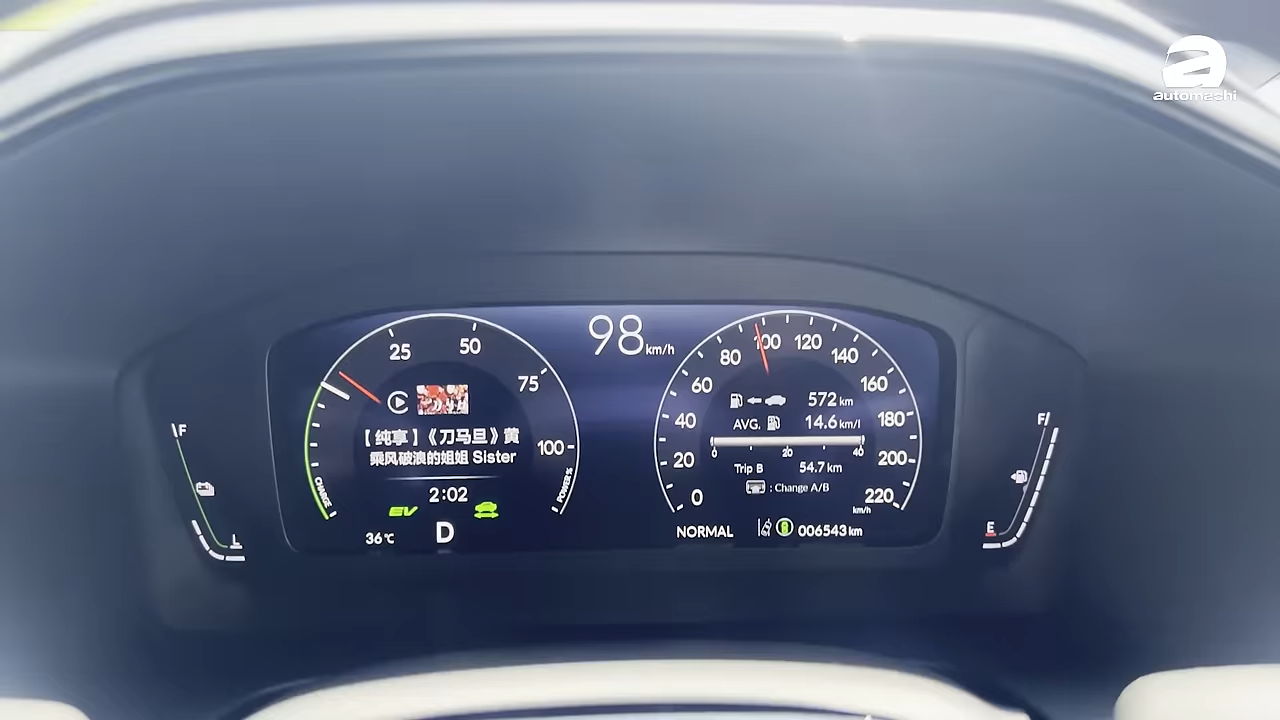 a
automachi
98 km/h
25 50 75 100
POWER %
CHARGE
【纯享】《刀马旦》黄
乘风破浪的姐姐 Sister
2:02
EV
36℃
D
0 20 40 60 80 100 120 140 160 180 200 220
km/h
572 km
AVG. 14.6 km/l
0 20 40
Trip B 54.7 km
: Change A/B
NORMAL
006543 km
F
L
F
E